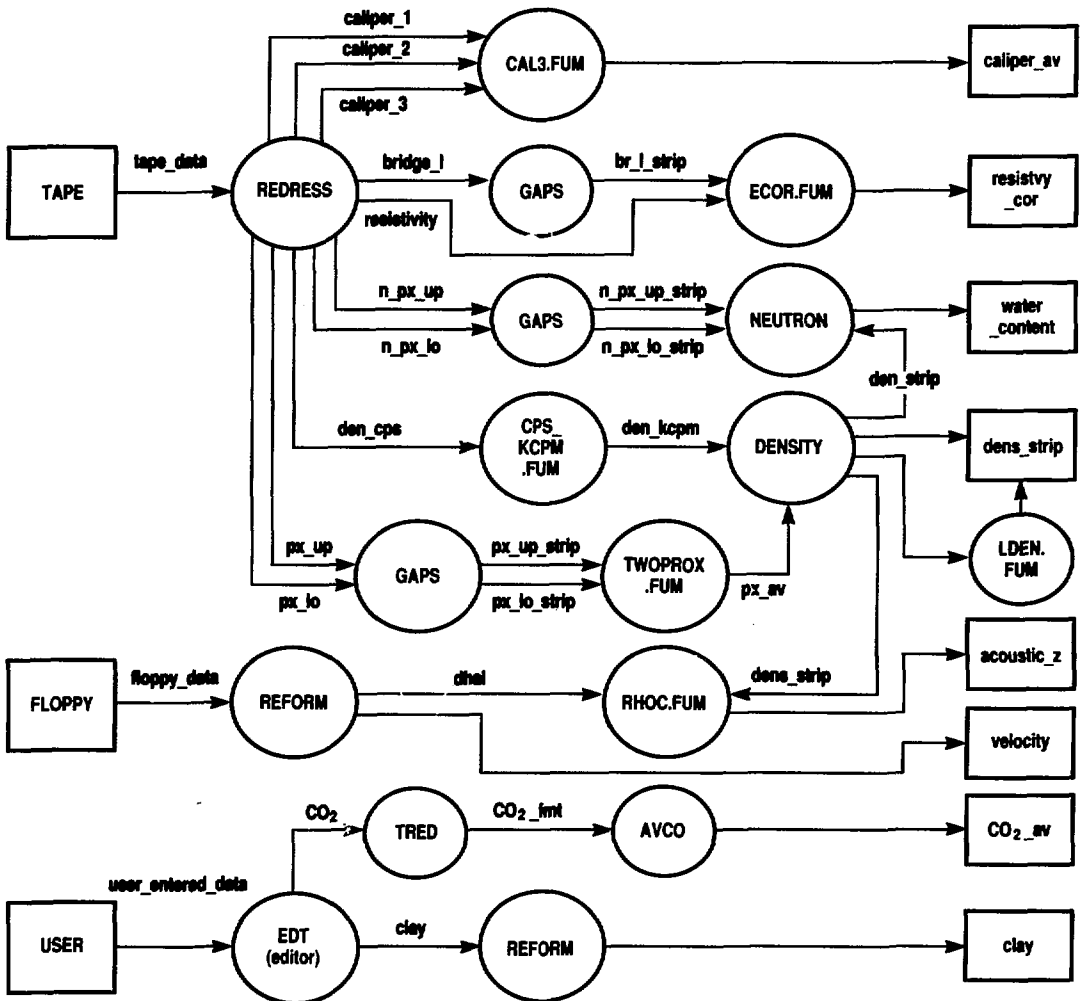 caliper_1
caliper_2
caliper_3
CAL3.FUM
caliper_av
TAPE
tape_data
REDRESS
bridge_l
GAPS
br_l_strip
resistivity
ECOR.FUM
resistvy
_cor
n_px_up
n_px_lo
GAPS
n_px_up_strip
n_px_lo_strip
NEUTRON
water
_content
den_strip
den_cps
CPS_
KCPM
.FUM
den_kcpm
DENSITY
dens_strip
LDEN.
FUM
px_up
px_lo
GAPS
px_up_strip
px_lo_strip
TWOPROX
.FUM
px_av
FLOPPY
floppy_data
REFORM
dhal
RHOC.FUM
dens_strip
acoustic_z
velocity
CO₂
TRED
CO₂_fmt
AVCO
CO₂_av
USER
user_entered_data
EDT
(editor)
clay
REFORM
clay